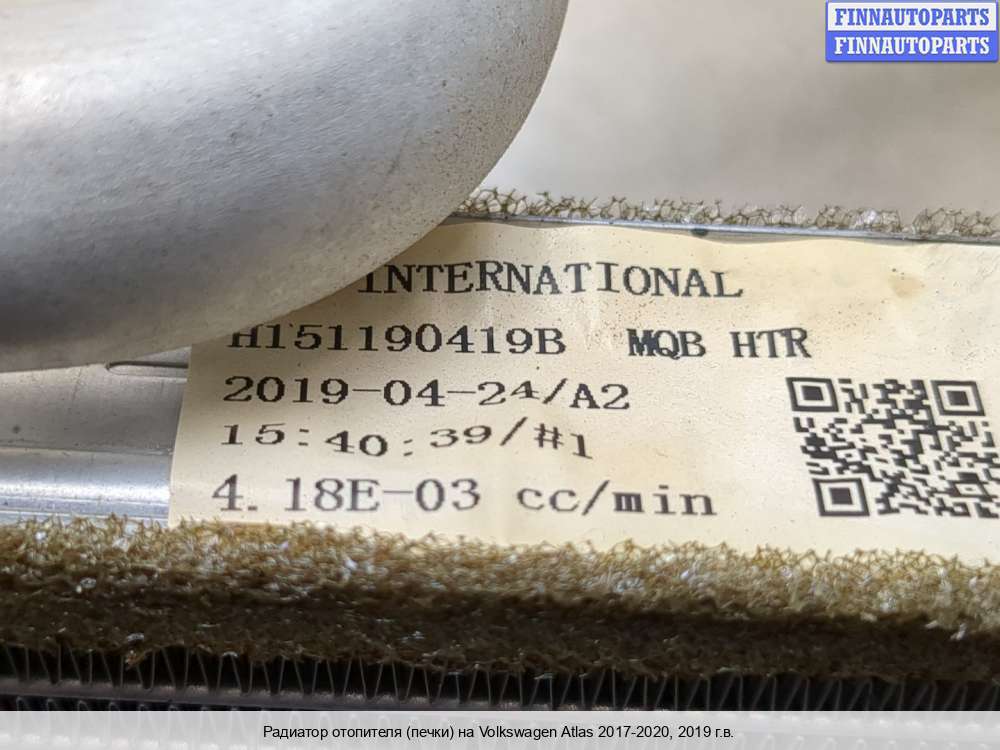 FINNAUTOPARTS
FINNAUTOPARTS
INTERNATIONAL
H151190419B MQB HTR
2019-04-24/A2
15:40:39/#1
4.18E-03 cc/min
Радиатор отопителя (печки) на Volkswagen Atlas 2017-2020, 2019 г.в.